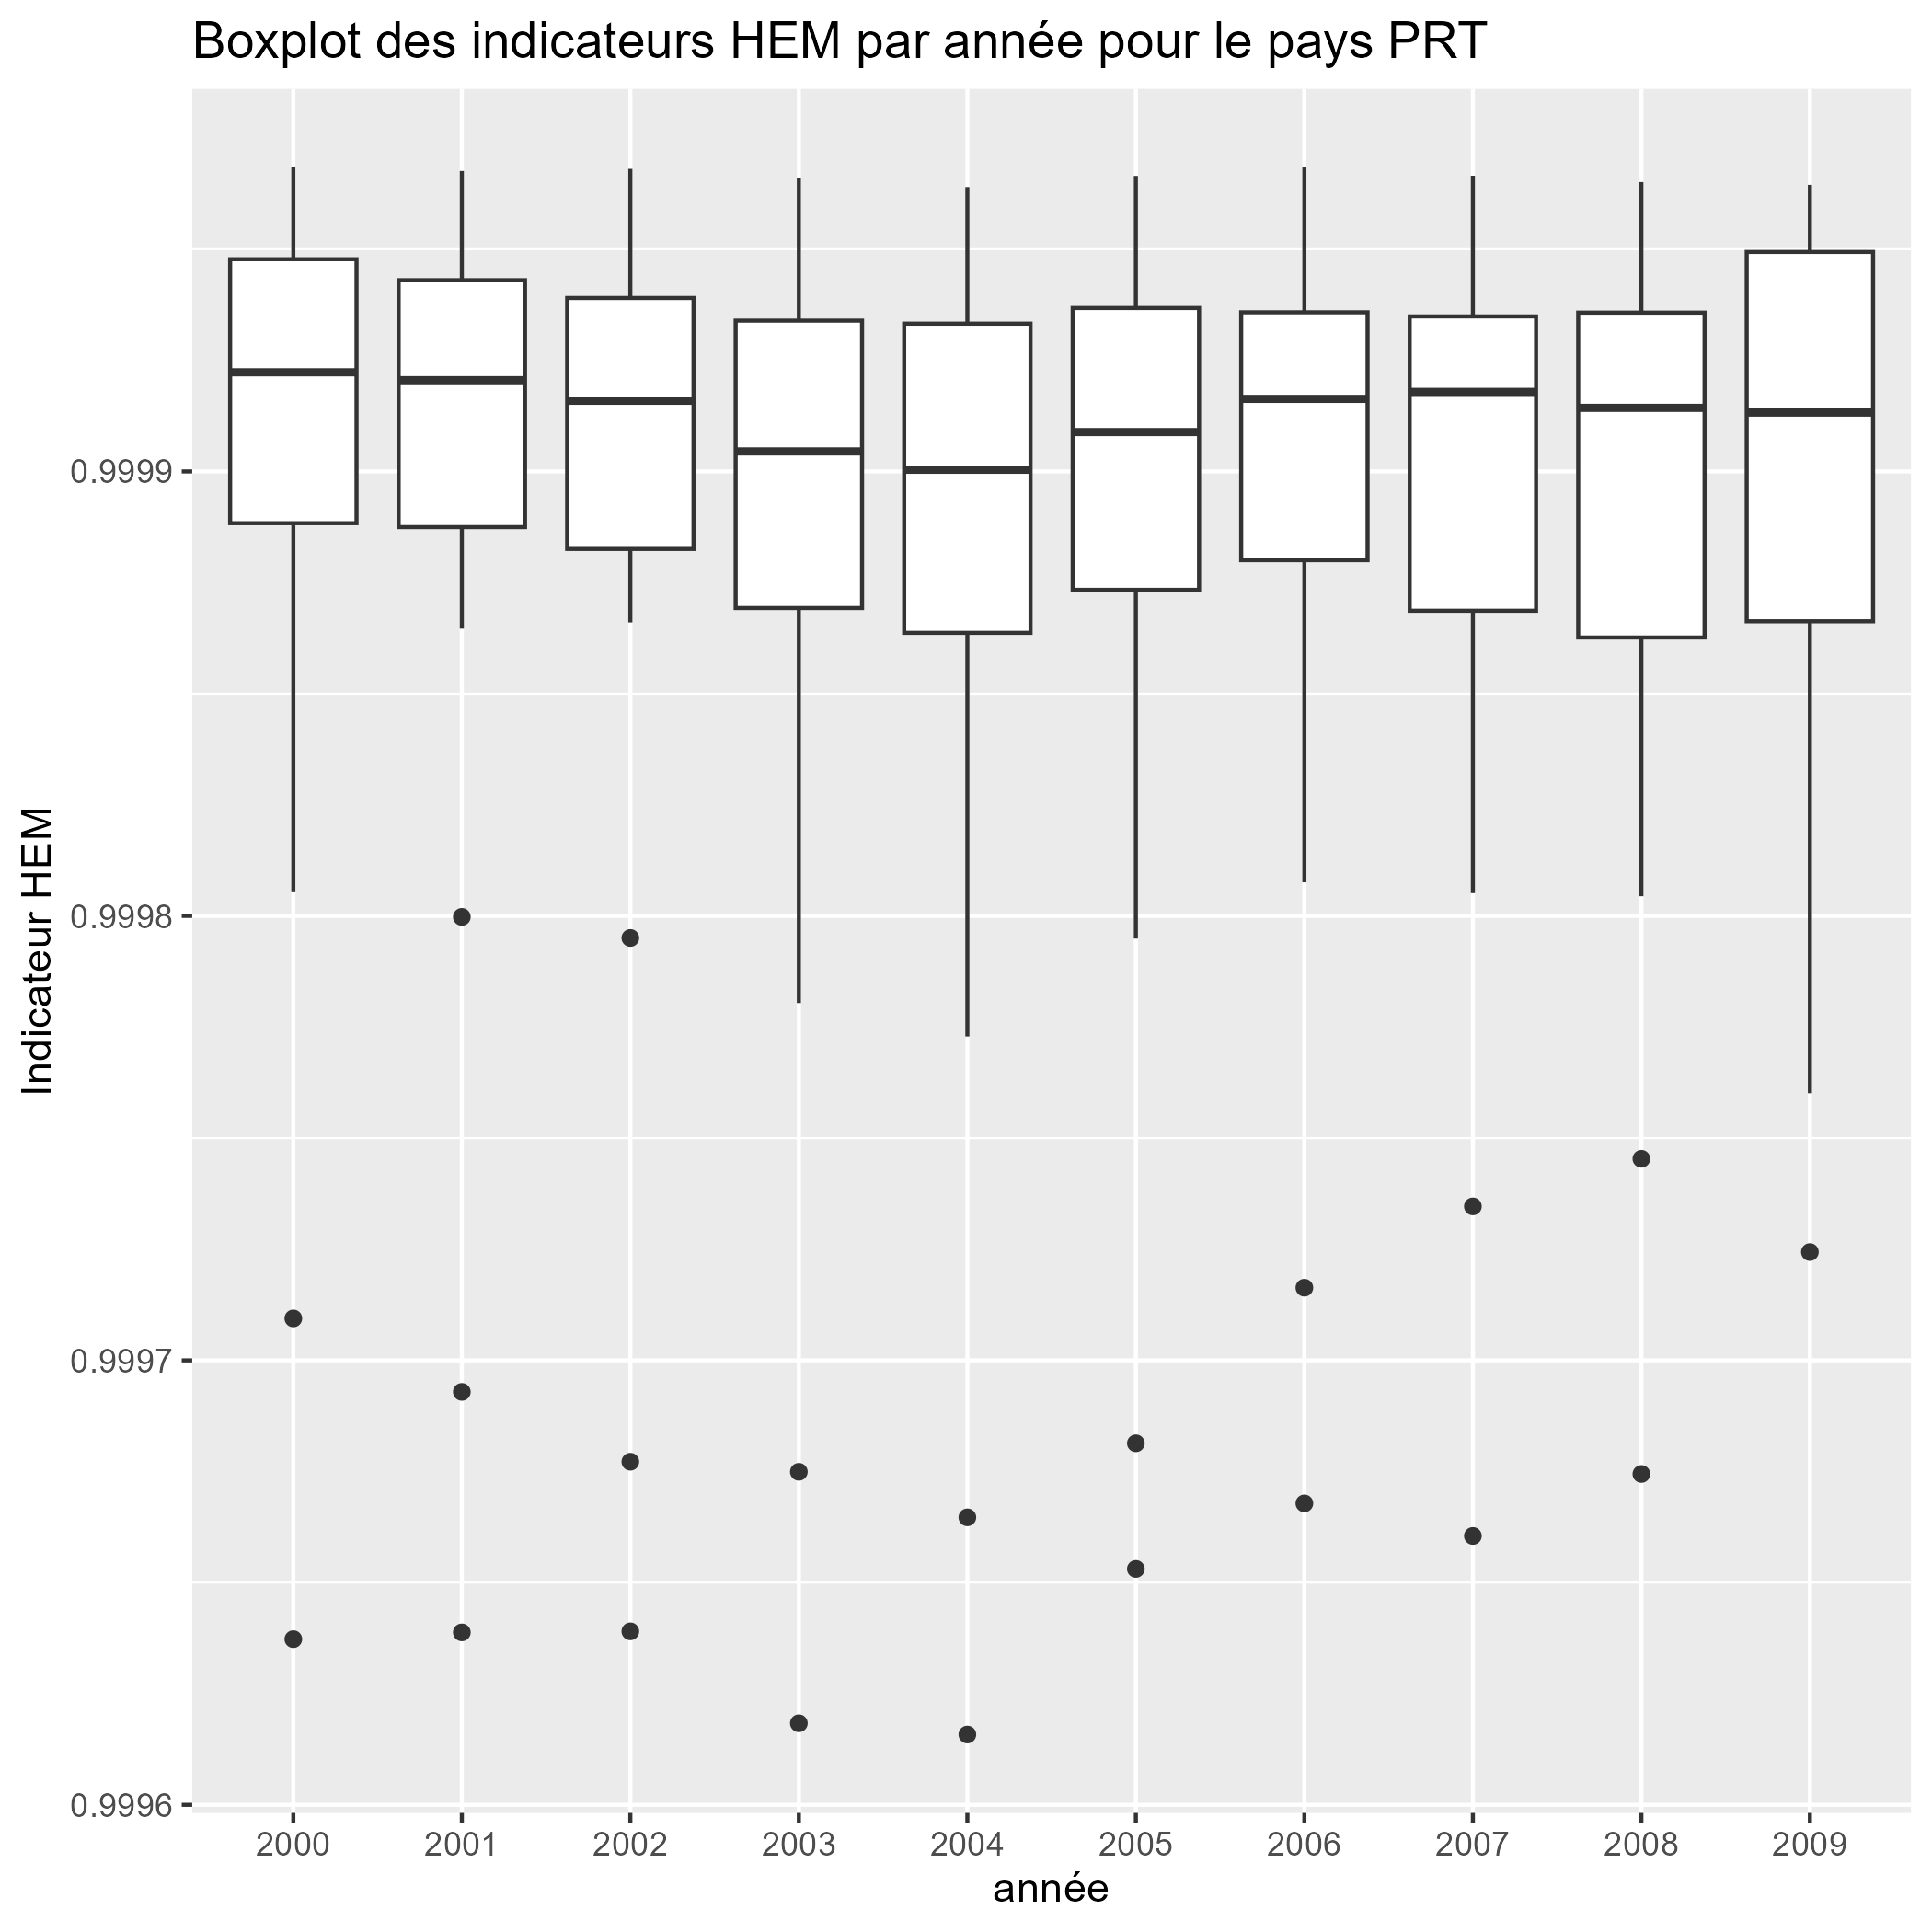 Boxplot des indicateurs HEM par année pour le pays PRT
Indicateur HEM
0.9999
0.9998
0.9997
0.9996
2000 2001 2002 2003 2004 2005 2006 2007 2008 2009
année